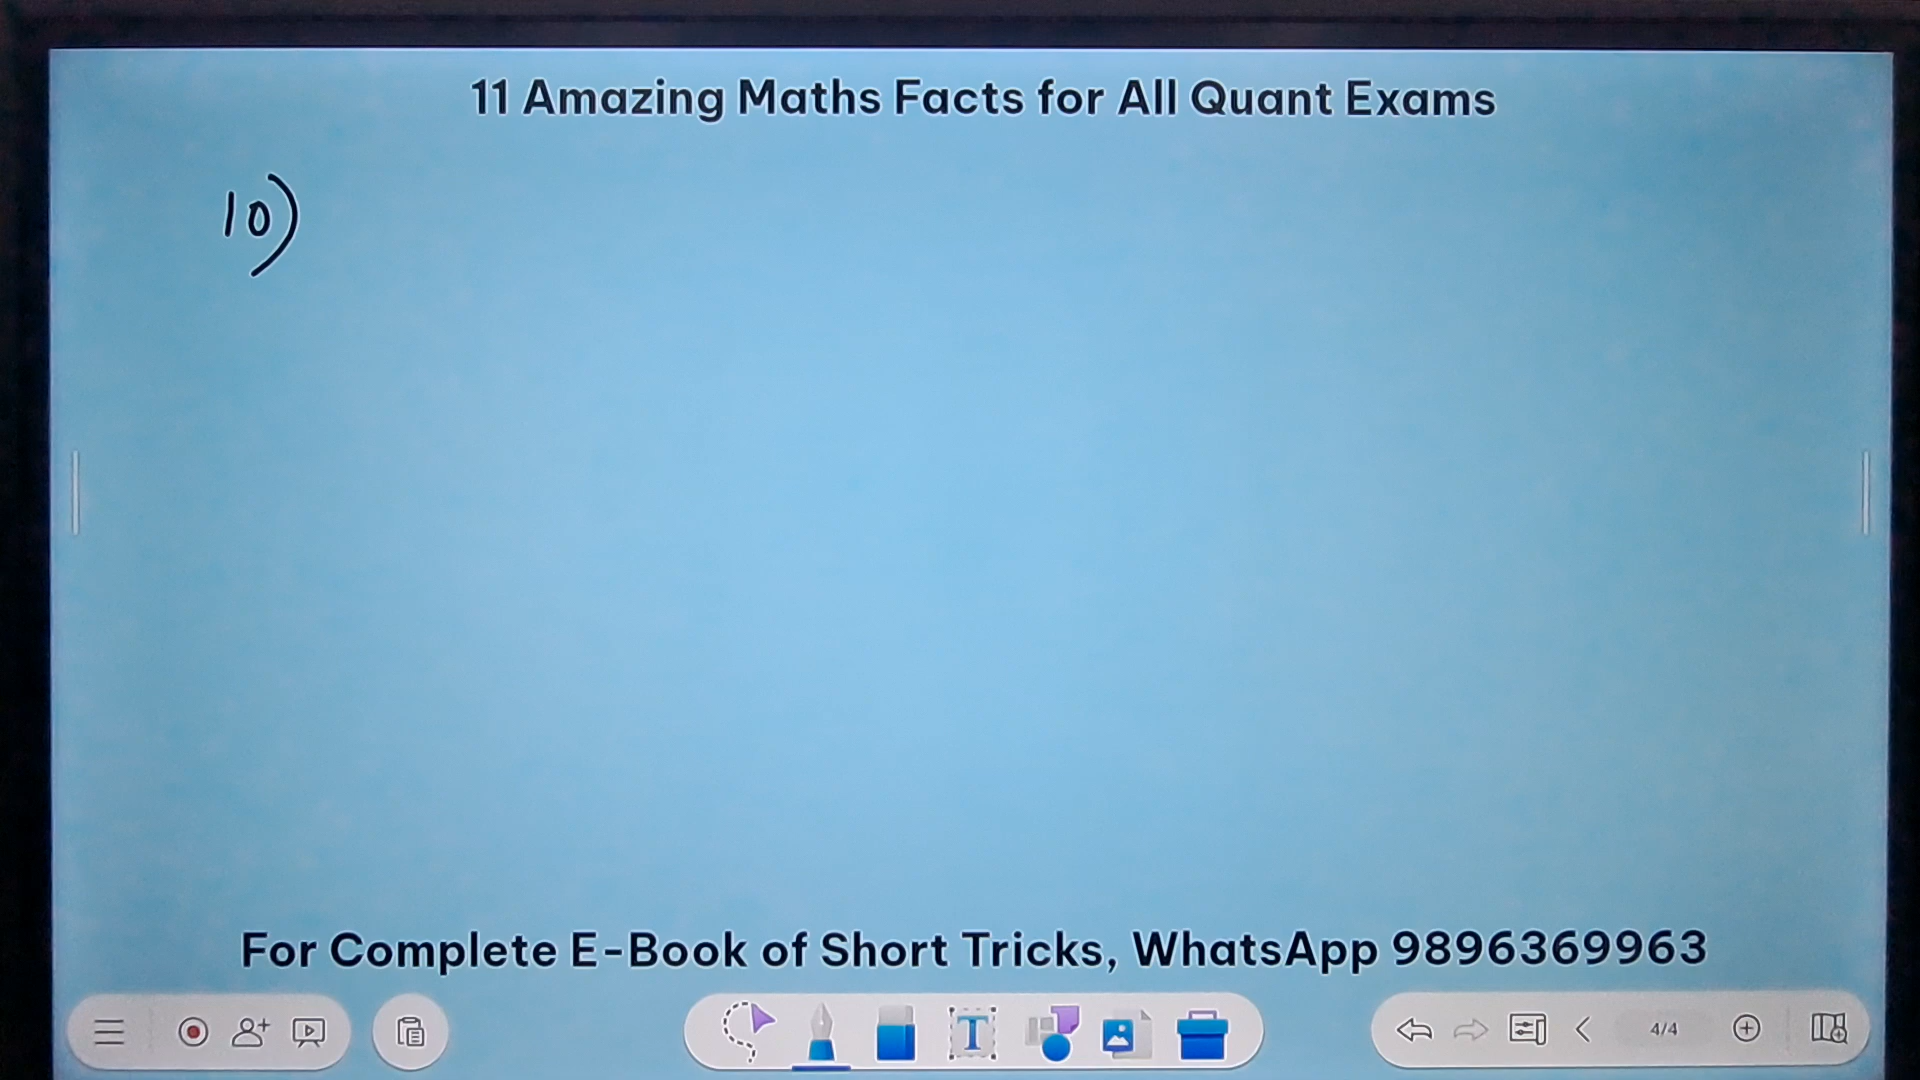 11 Amazing Maths Facts for All Quant Exams
10)
For Complete E-Book of Short Tricks, WhatsApp 9896369963
T
4/4